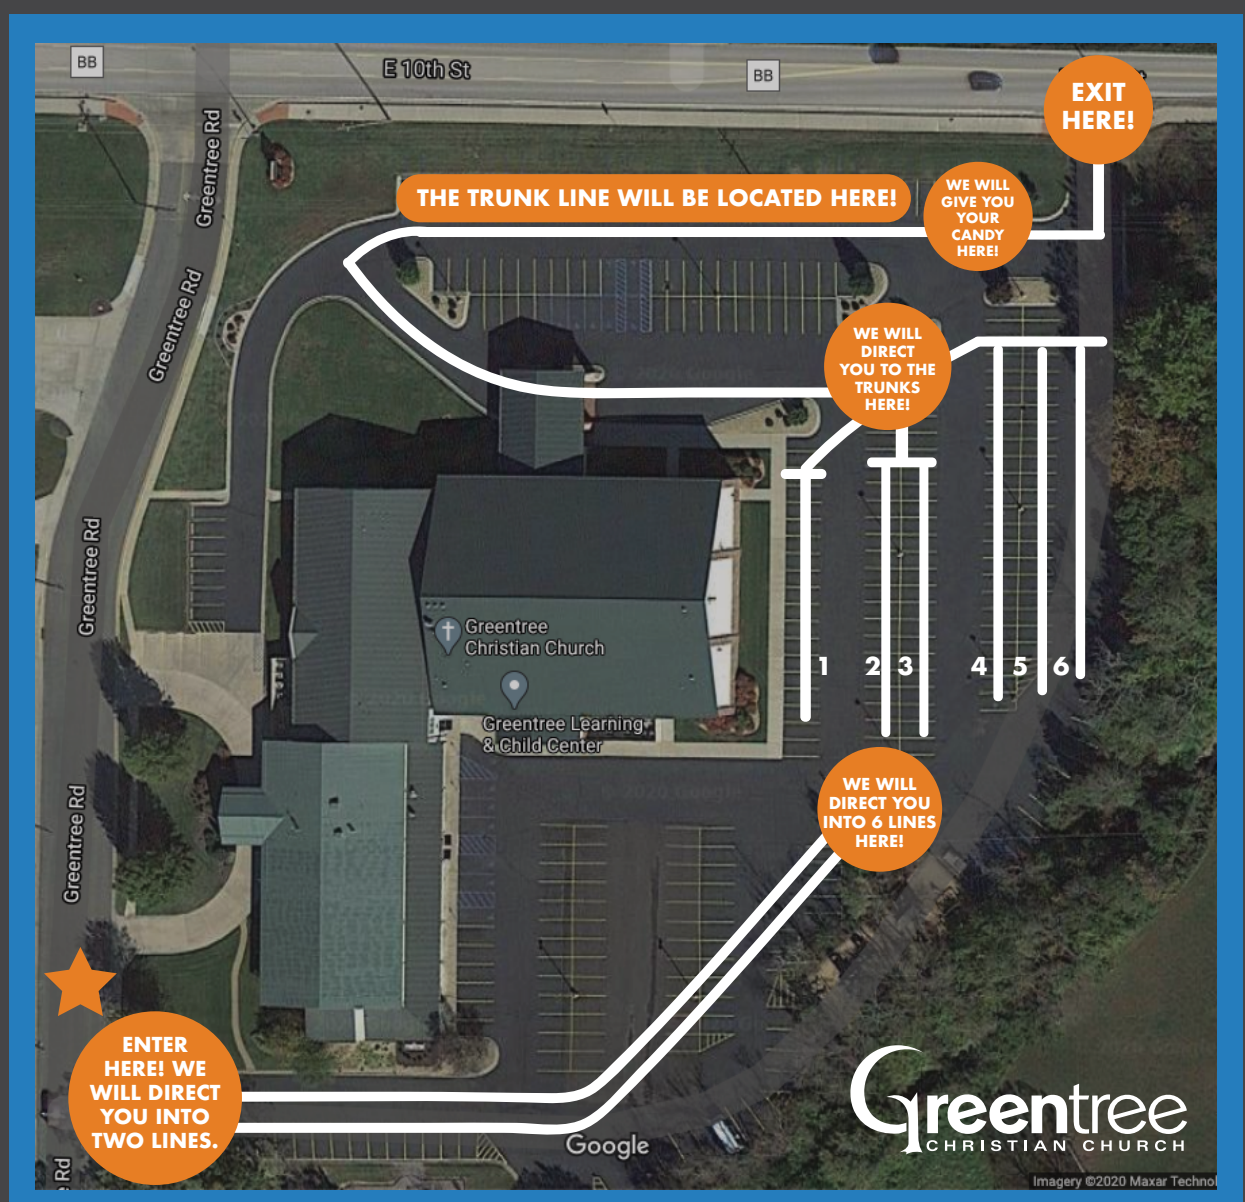 BB
E 10th St
BB
EXIT
HERE!
Greentree Rd
THE TRUNK LINE WILL BE LOCATED HERE!
WE WILL
GIVE YOU
YOUR
CANDY
HERE!
Greentree Rd
WE WILL
DIRECT
YOU TO THE
TRUNKS
HERE!
Greentree Rd
Greentree
Christian Church
1 2 3 4 5 6
Greentree Learning
& Child Center
WE WILL
DIRECT YOU
INTO 6 LINES
HERE!
Greentree Rd
ENTER
HERE! WE
WILL DIRECT
YOU INTO
TWO LINES.
Greentree
CHRISTIAN CHURCH
Google
Rd
Imagery ©2020 Maxar Technol